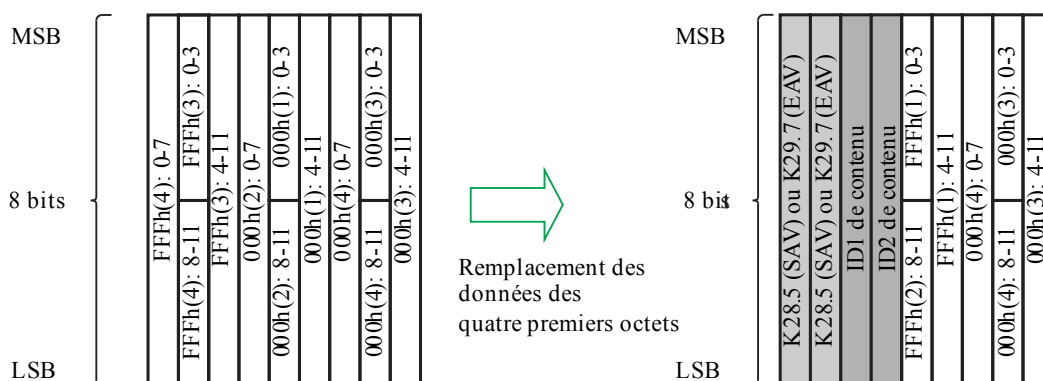 MSB
8 bits
LSB
FFFh(4): 0-7
FFFh(3): 0-3
FFFh(4): 8-11
FFFh(3): 4-11
000h(2): 0-7
000h(1): 0-3
000h(2): 8-11
000h(1): 4-11
000h(4): 0-7
000h(3): 0-3
000h(4): 8-11
000h(3): 4-11
Remplacement des
données des
quatre premiers octets
MSB
8 bits
LSB
K28.5 (SAV) ou K29.7 (EAV)
K28.5 (SAV) ou K29.7 (EAV)
ID1 de contenu
ID2 de contenu
FFFh(1): 0-3
FFFh(2): 8-11
FFFh(1): 4-11
000h(4): 0-7
000h(3): 0-3
000h(4): 8-11
000h(3): 4-11